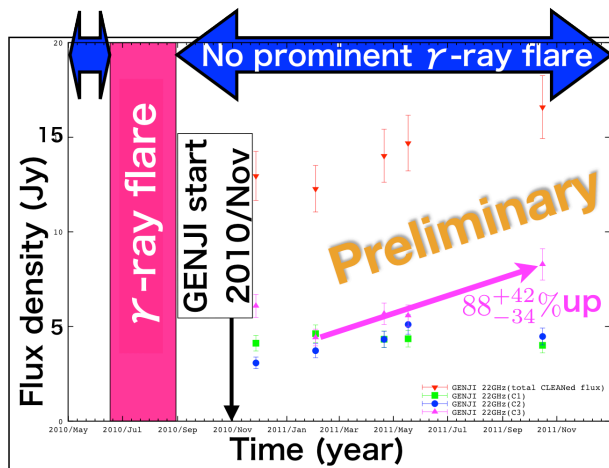 No prominent γ-ray flare
20
15
10
5
0
Flux density (Jy)
γ-ray flare
GENJI start
2010/Nov
Preliminary
88+42−34%up
GENJI 22GHz(total CLEANed flux)
GENJI 22GHz(C1)
GENJI 22GHz(C2)
GENJI 22GHz(C3)
2010/May 2010/Jul 2010/Sep 2010/Nov 2011/Jan 2011/Mar 2011/May 2011/Jul 2011/Sep 2011/Nov
Time (year)